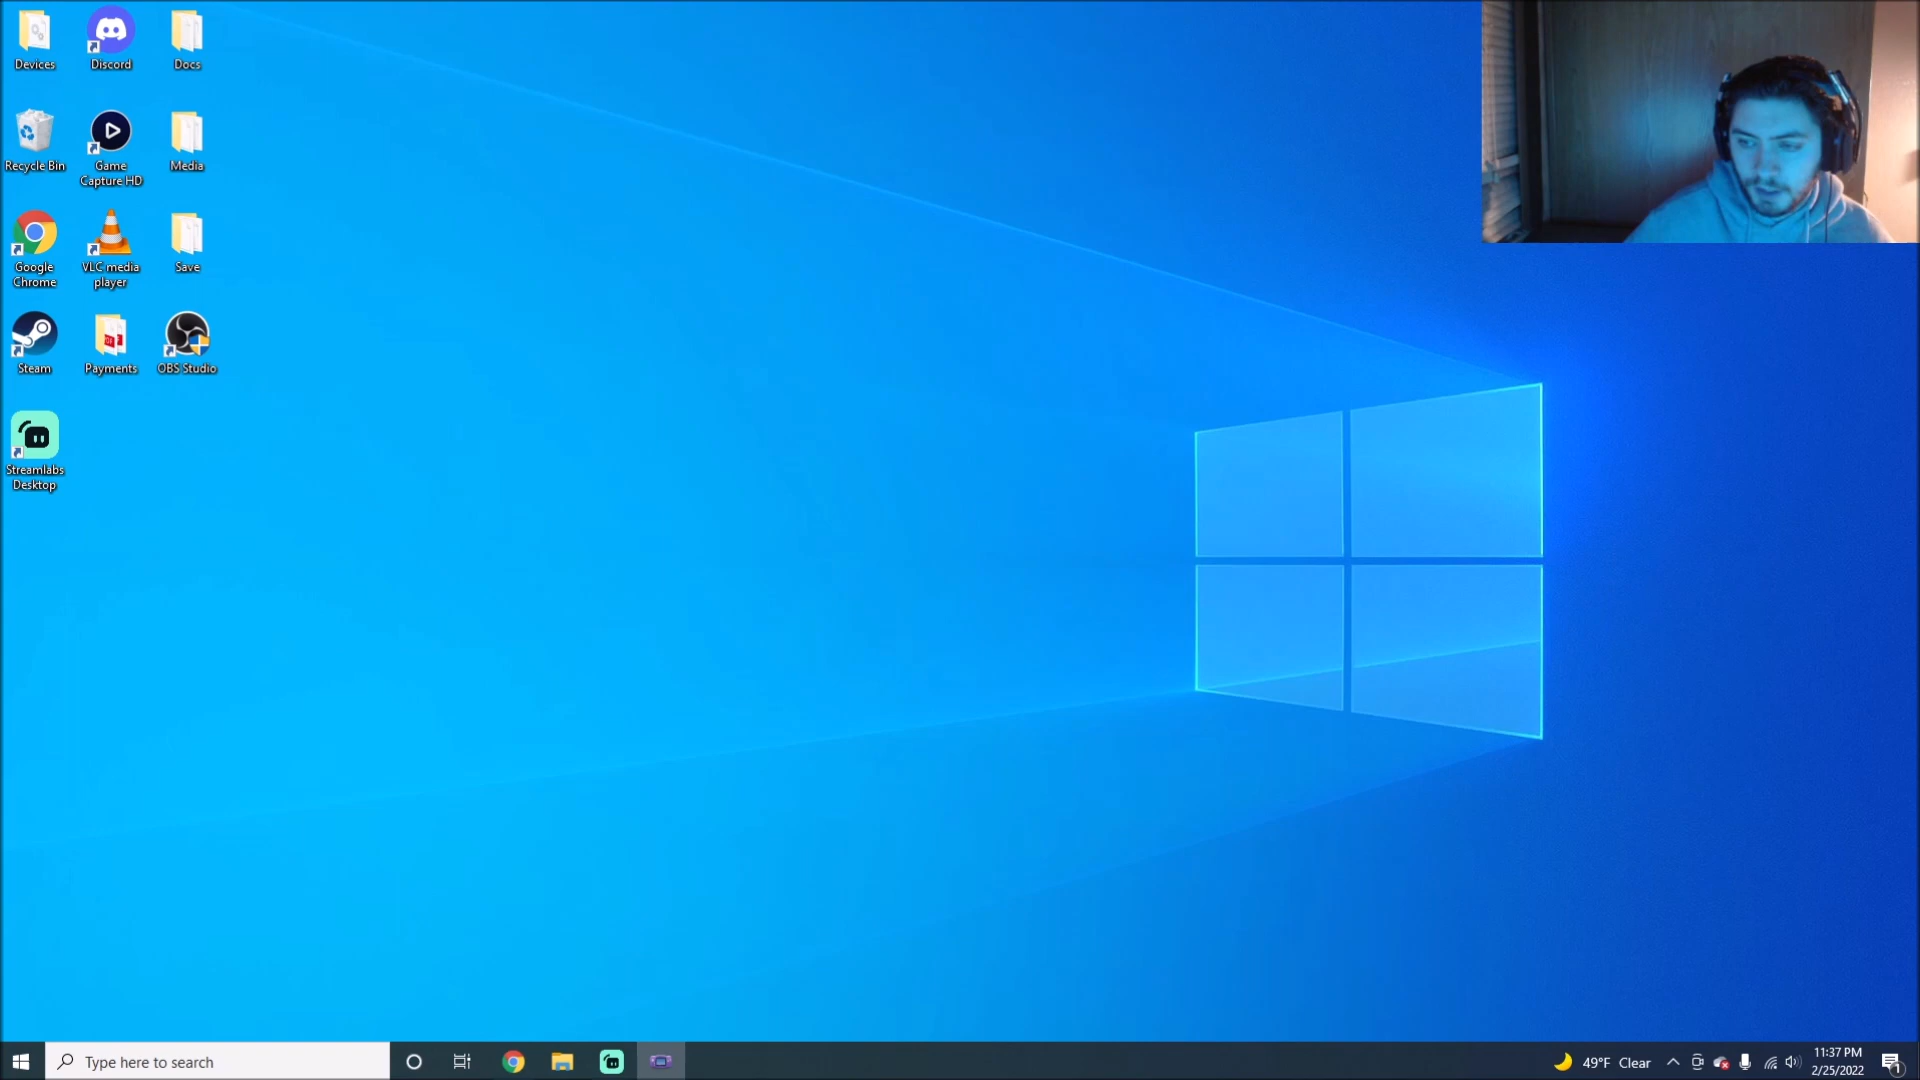 Devices
Discord
Docs
Recycle Bin
Game
Capture HD
Media
Google
Chrome
VLC media
player
Save
Steam
Payments
OBS Studio
Streamlabs
Desktop
Type here to search
49°F Clear
11:37 PM
2/25/2022
1